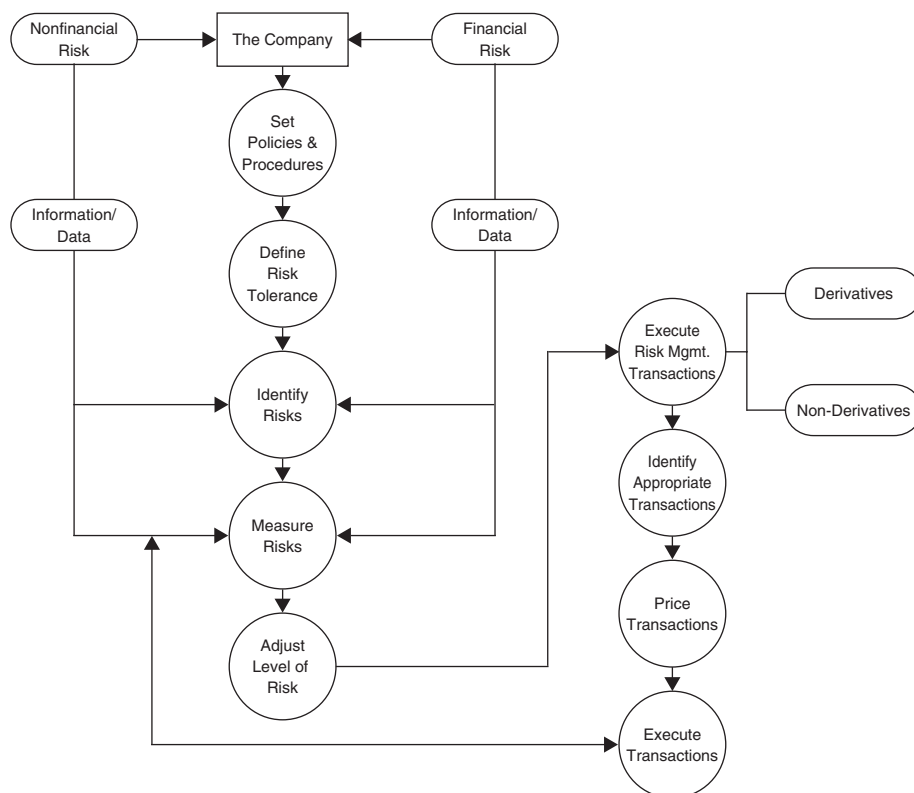 Nonfinancial
Risk
The Company
Financial
Risk
Set
Policies &
Procedures
Information/
Data
Information/
Data
Define
Risk
Tolerance
Derivatives
Execute
Risk Mgmt.
Transactions
Identify
Risks
Non-Derivatives
Identify
Appropriate
Transactions
Measure
Risks
Price
Transactions
Adjust
Level of
Risk
Execute
Transactions